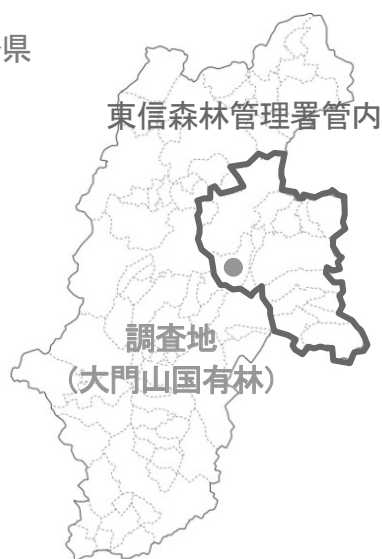 県
東信森林管理署管内
調査地
（大門山国有林）